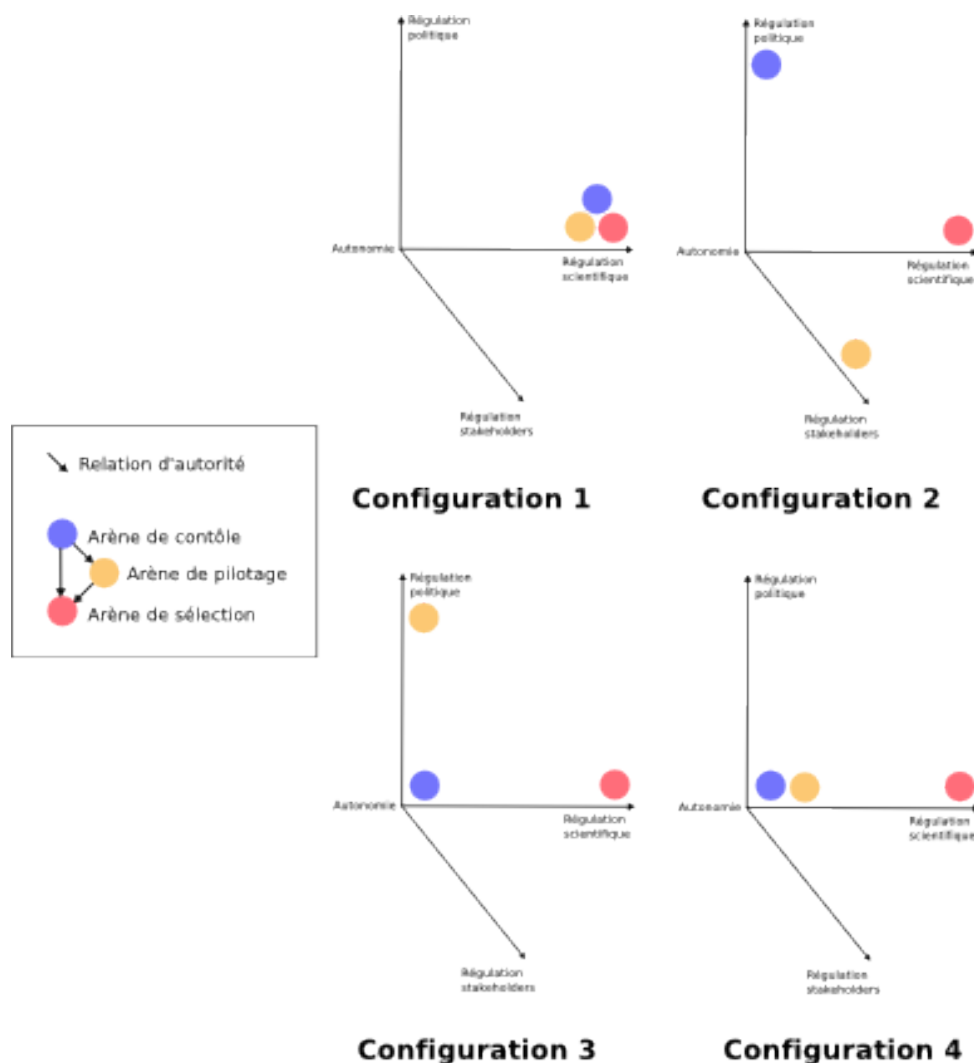 Régulation
politique
Autonomie
Régulation
scientifique
Régulation
stakeholders
Configuration 1
Régulation
politique
Autonomie
Régulation
scientifique
Régulation
stakeholders
Configuration 2
Relation d'autorité
Arène de contôle
Arène de pilotage
Arène de sélection
Régulation
politique
Autonomie
Régulation
scientifique
Régulation
stakeholders
Configuration 3
Régulation
politique
Autonomie
Régulation
scientifique
Régulation
stakeholders
Configuration 4